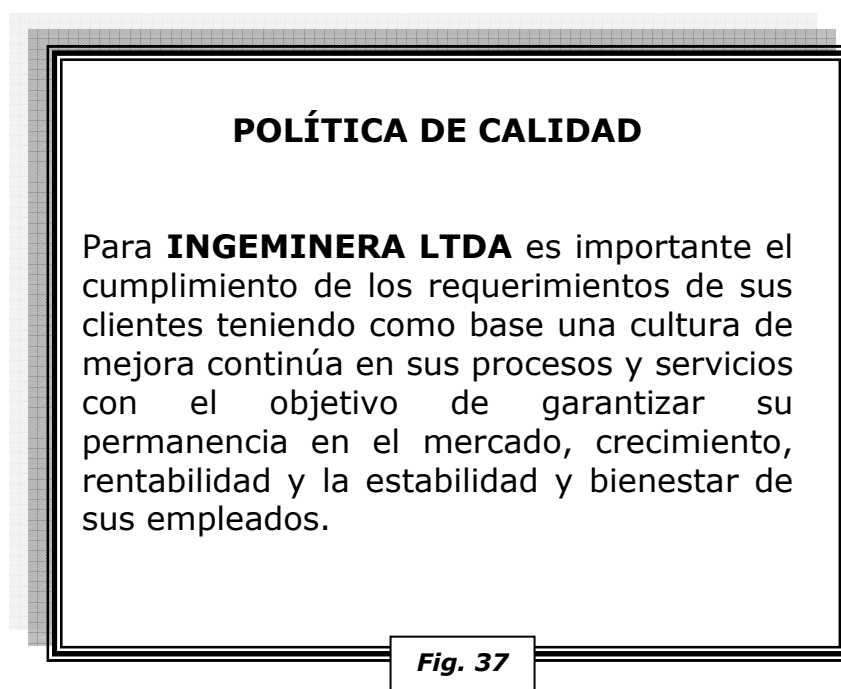 POLÍTICA DE CALIDAD
Para INGEMINERA LTDA es importante el
cumplimiento de los requerimientos de sus
clientes teniendo como base una cultura de
mejora continúa en sus procesos y servicios
con el objetivo de garantizar su
permanencia en el mercado, crecimiento,
rentabilidad y la estabilidad y bienestar de
sus empleados.
Fig. 37